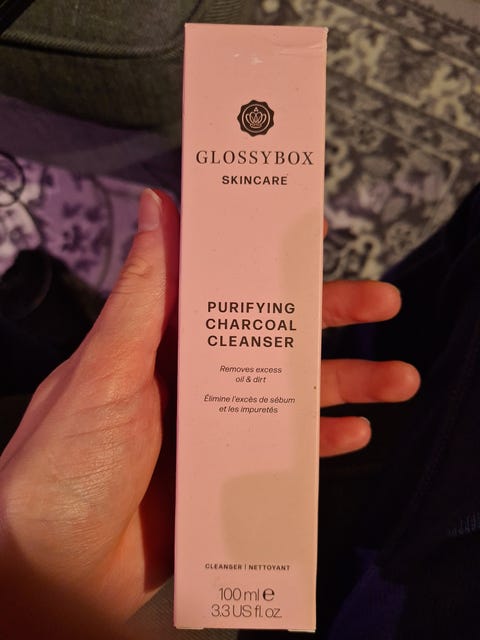 GLOSSYBOX
SKINCARE
PURIFYING
CHARCOAL
CLEANSER
Removes excess
oil & dirt
Élimine l'excès de sébum
et les impuretés
CLEANSER | NETTOYANT
100 ml e
3.3 US fl. oz.